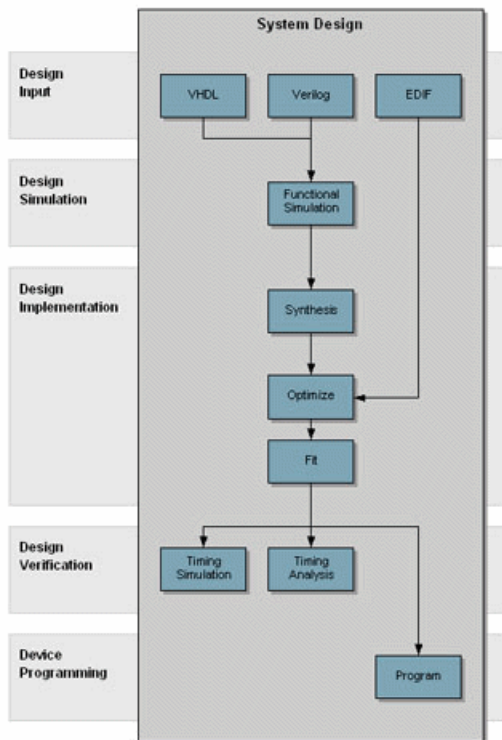 System Design
Design
Input
VHDL
Verilog
EDIF
Design
Simulation
Functional
Simulation
Design
Implementation
Synthesis
Optimize
Fit
Design
Verification
Timing
Simulation
Timing
Analysis
Device
Programming
Program